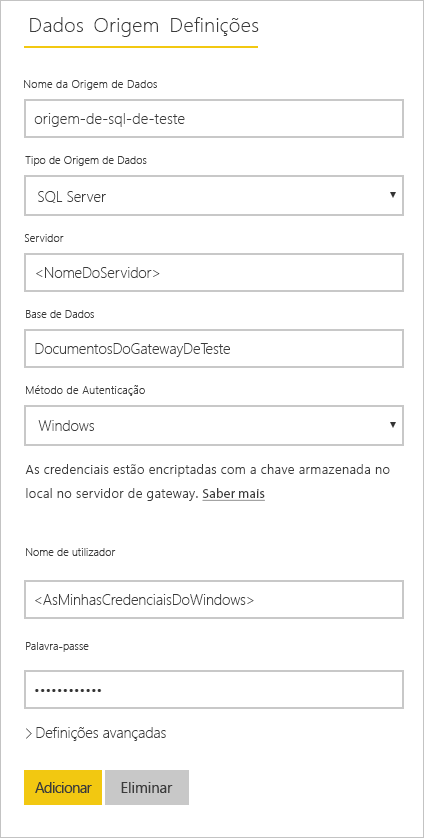 Dados Origem Definições
Nome da Origem de Dados
origem-de-sql-de-teste
Tipo de Origem de Dados
SQL Server
Servidor
<NomeDoServidor>
Base de Dados
DocumentosDoGatewayDeTeste
Método de Autenticação
Windows
As credenciais estão encriptadas com a chave armazenada no
local no servidor de gateway. Saber mais
Nome de utilizador
<AsMinhasCredenciaisDoWindows>
Palavra-passe
••••••••••••
> Definições avançadas
Adicionar Eliminar